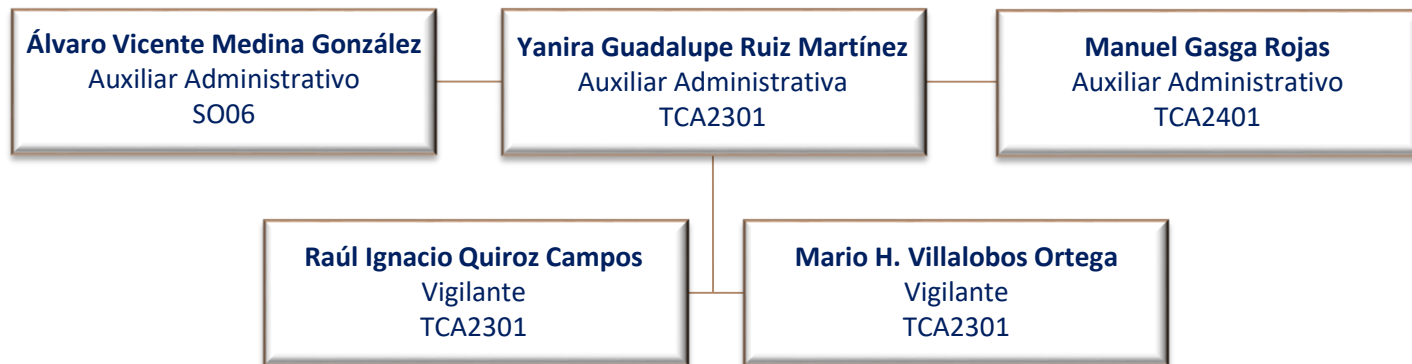 Álvaro Vicente Medina González
Auxiliar Administrativo
SO06
Yanira Guadalupe Ruiz Martínez
Auxiliar Administrativa
TCA2301
Manuel Gasga Rojas
Auxiliar Administrativo
TCA2401
Raúl Ignacio Quiroz Campos
Vigilante
TCA2301
Mario H. Villalobos Ortega
Vigilante
TCA2301